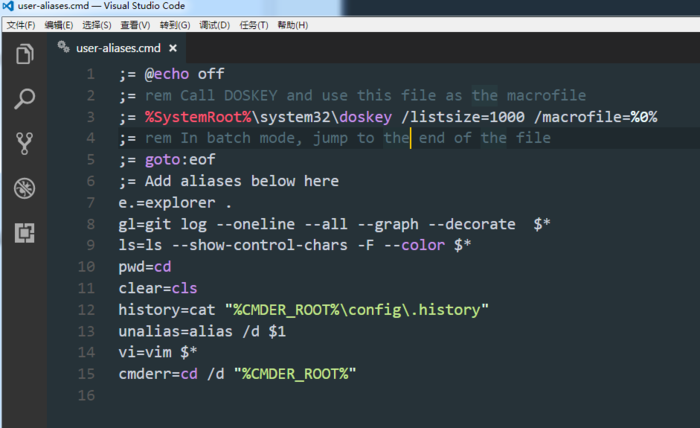 user-aliases.cmd — Visual Studio Code
文件(F) 编辑(E) 选择(S) 查看(V) 转到(G) 调试(D) 任务(T) 帮助(H)
user-aliases.cmd ×
1 ;= @echo off
2 ;= rem Call DOSKEY and use this file as the macrofile
3 ;= %SystemRoot%\system32\doskey /listsize=1000 /macrofile=%0%
4 ;= rem In batch mode, jump to the end of the file
5 ;= goto:eof
6 ;= Add aliases below here
7 e.=explorer .
8 gl=git log --oneline --all --graph --decorate  $*
9 ls=ls --show-control-chars -F --color $*
10 pwd=cd
11 clear=cls
12 history=cat "%CMDER_ROOT%\config\.history"
13 unalias=alias /d $1
14 vi=vim $*
15 cmderr=cd /d "%CMDER_ROOT%"
16